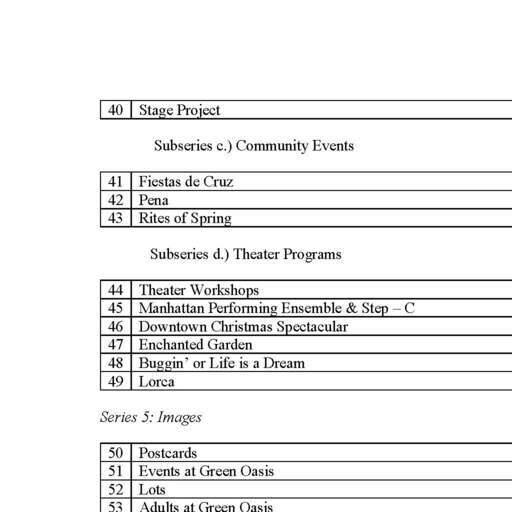 40 Stage Project
Subseries c.) Community Events
41 Fiestas de Cruz
42 Pena
43 Rites of Spring
Subseries d.) Theater Programs
44 Theater Workshops
45 Manhattan Performing Ensemble & Step – C
46 Downtown Christmas Spectacular
47 Enchanted Garden
48 Buggin’ or Life is a Dream
49 Lorca
Series 5: Images
50 Postcards
51 Events at Green Oasis
52 Lots
53 Adults at Green Oasis